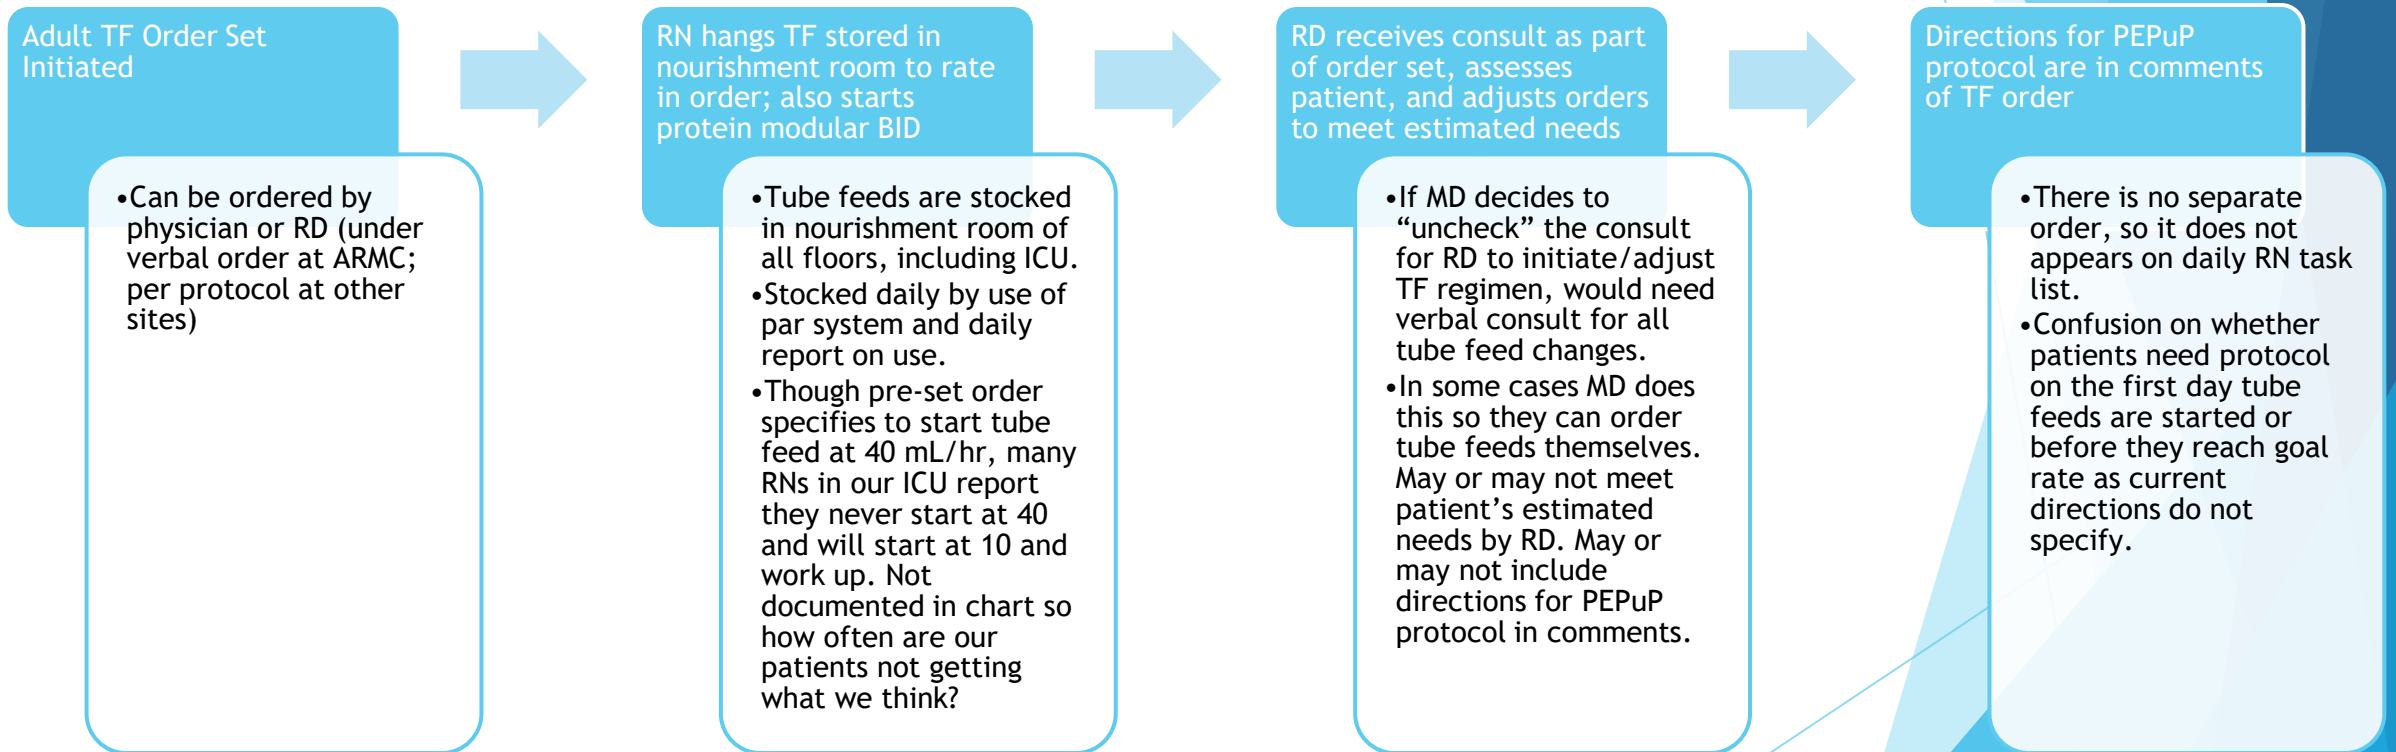 Adult TF Order Set
Initiated
•Can be ordered by
physician or RD (under
verbal order at ARMC;
per protocol at other
sites)
RN hangs TF stored in
nourishment room to rate
in order; also starts
protein modular BID
•Tube feeds are stocked
in nourishment room of
all floors, including ICU.
•Stocked daily by use of
par system and daily
report on use.
•Though pre-set order
specifies to start tube
feed at 40 mL/hr, many
RNs in our ICU report
they never start at 40
and will start at 10 and
work up. Not
documented in chart so
how often are our
patients not getting
what we think?
RD receives consult as part
of order set, assesses
patient, and adjusts orders
to meet estimated needs
•If MD decides to
“uncheck” the consult
for RD to initiate/adjust
TF regimen, would need
verbal consult for all
tube feed changes.
•In some cases MD does
this so they can order
tube feeds themselves.
May or may not meet
patient’s estimated
needs by RD. May or
may not include
directions for PEPuP
protocol in comments.
Directions for PEPuP
protocol are in comments
of TF order
•There is no separate
order, so it does not
appears on daily RN task
list.
•Confusion on whether
patients need protocol
on the first day tube
feeds are started or
before they reach goal
rate as current
directions do not
specify.